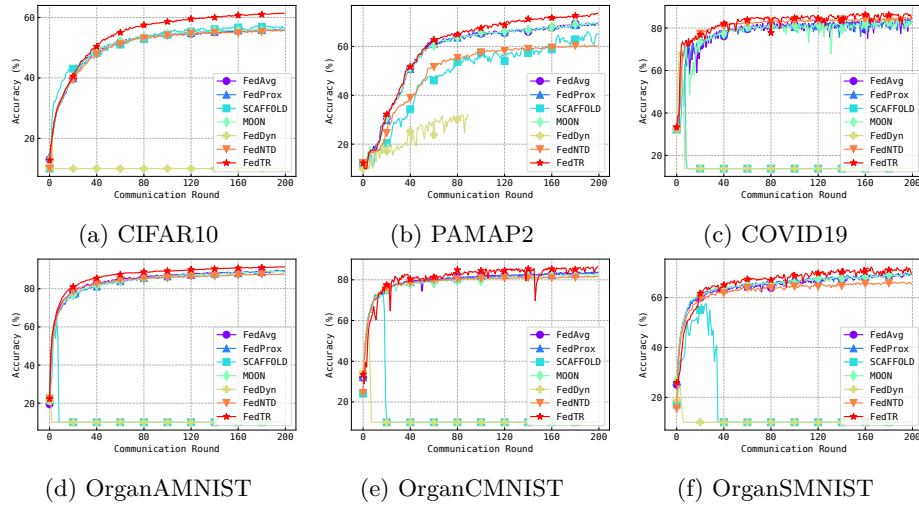 60
40
20
Accuracy (%)
FedAvg
FedProx
SCAFFOLD
MOON
FedDyn
FedNTD
FedTR
0 40 80 120 160 200
Communication Round
(a) CIFAR10
60
40
20
Accuracy (%)
FedAvg
FedProx
SCAFFOLD
MOON
FedDyn
FedNTD
FedTR
0 40 80 120 160 200
Communication Round
(b) PAMAP2
80
60
40
20
Accuracy (%)
FedAvg
FedProx
SCAFFOLD
MOON
FedDyn
FedNTD
FedTR
0 40 80 120 160 200
Communication Round
(c) COVID19
80
60
40
20
Accuracy (%)
FedAvg
FedProx
SCAFFOLD
MOON
FedDyn
FedNTD
FedTR
0 40 80 120 160 200
Communication Round
(d) OrganAMNIST
80
60
40
20
Accuracy (%)
FedAvg
FedProx
SCAFFOLD
MOON
FedDyn
FedNTD
FedTR
0 40 80 120 160 200
Communication Round
(e) OrganCMNIST
60
40
20
Accuracy (%)
FedAvg
FedProx
SCAFFOLD
MOON
FedDyn
FedNTD
FedTR
0 40 80 120 160 200
Communication Round
(f) OrganSMNIST